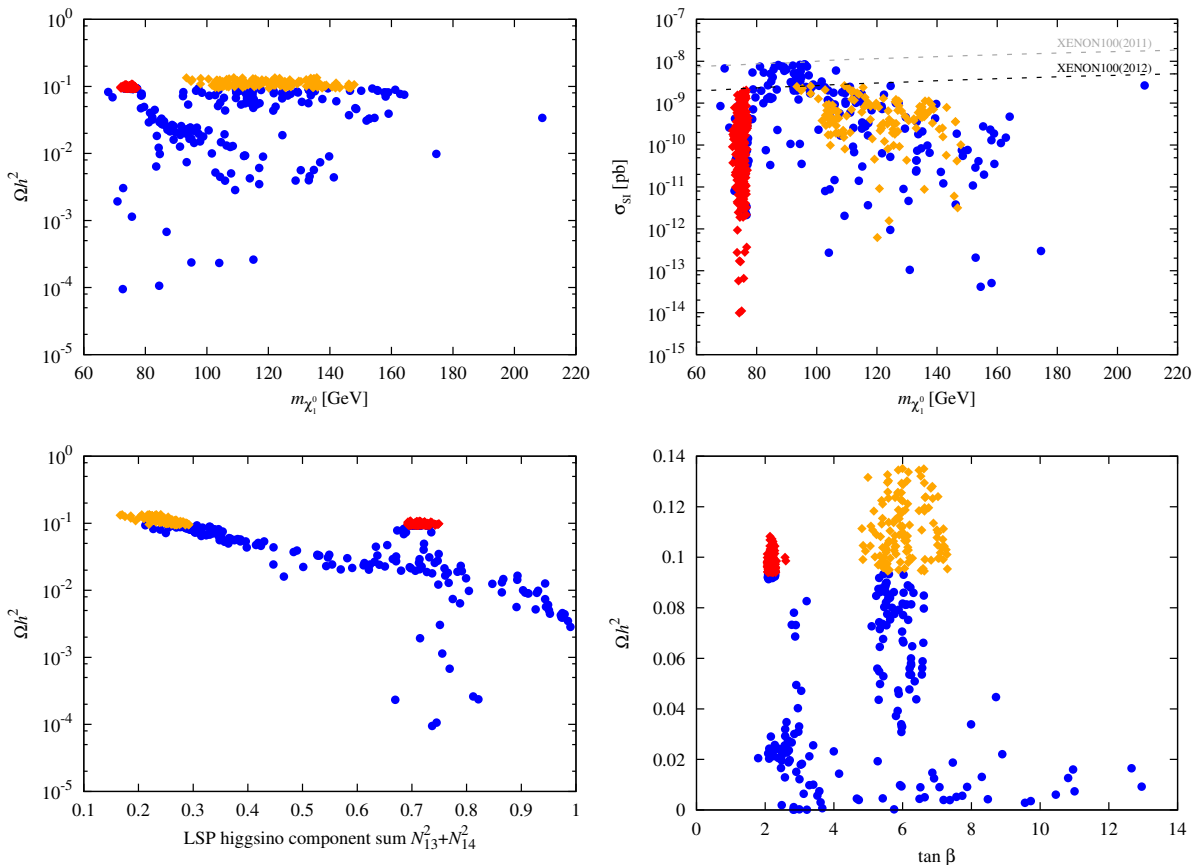 10^0
10^-1
10^-2
10^-3
10^-4
10^-5
Ωh^2
60 80 100 120 140 160 180 200 220
m_χ_1^0 [GeV]
10^-7
10^-8
10^-9
10^-10
10^-11
10^-12
10^-13
10^-14
10^-15
σ_SI [pb]
XENON100(2011)
XENON100(2012)
60 80 100 120 140 160 180 200 220
m_χ_1^0 [GeV]
10^0
10^-1
10^-2
10^-3
10^-4
10^-5
Ωh^2
0.1 0.2 0.3 0.4 0.5 0.6 0.7 0.8 0.9 1
LSP higgsino component sum N_13^2+N_14^2
0.14
0.12
0.1
0.08
0.06
0.04
0.02
0
Ωh^2
0 2 4 6 8 10 12 14
tan β